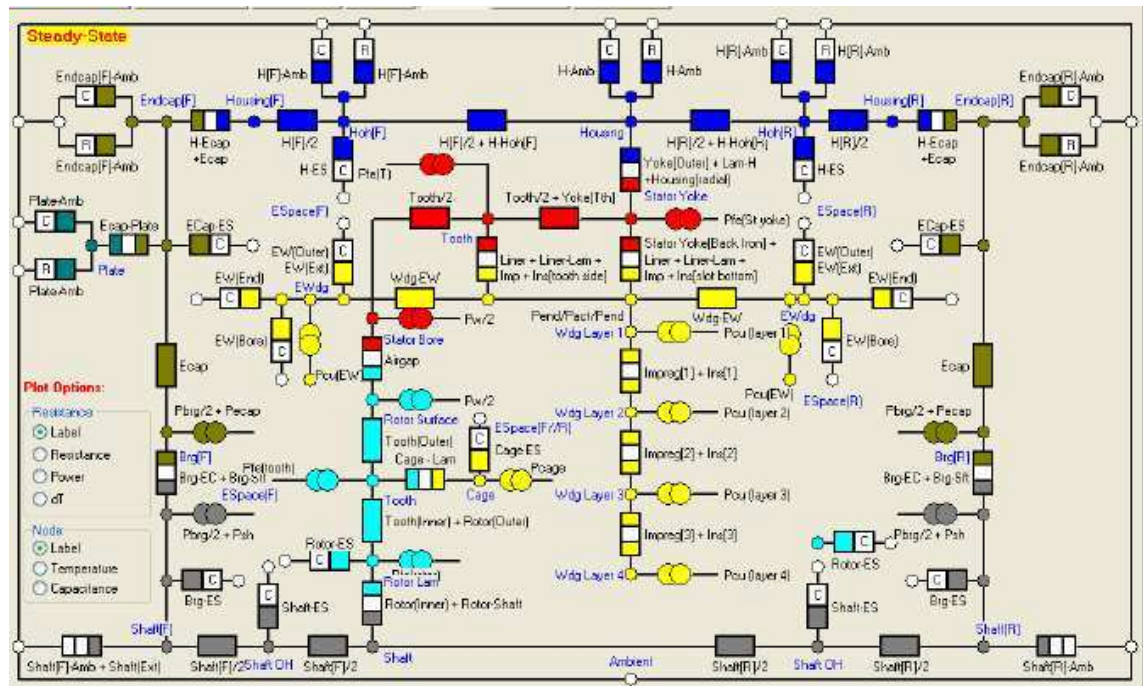 Steady-State
C
R
C
R
C
R
H[F]-Amb
H[F]-Amb
H-Amb
H-Amb
H[R]-Amb
H[R]-Amb
H[R]-Amb
Endcap[F]-Amb
Endcap[R]-Amb
C
Endcap[F]
Housing[F]
Housing[R]
Endcap[R]
C
R
H-Ecap
+Ecap
H[F]/2
Hoh[F]
H[F]/2 + H-Hoh[F]
Housing
H[R]/2 + H-Hoh[R]
Hoh[R]
H[R]/2
H-Ecap
+Ecap
R
Endcap[F]-Amb
Endcap[R]-Amb
H-ES
C
Pfe(T)
Yoke[Outer] + Lam-H
+Housing[radial]
H-ES
C
Plate-Amb
Tooth/2
Tooth/2 + Yoke[Tth]
Stator Yoke
C
Ecap-Plate
ECap-ES
C
ESpace[F]
Pfe(St yoke)
ESpace[R]
ECap-ES
C
Plate
Tooth
Stator Yoke[Back Iron] +
R
Plate-Amb
EW(Outer)
EW(Ext)
C
Liner + Liner-Lam +
Imp + Ins[tooth side]
Liner + Liner-Lam +
Imp + Ins[slot bottom]
C
EW(Outer)
EW(Ext)
EW(End)
C
EWdg
Wdg-EW
Wdg-EW
EWdg
EW(End)
C
EW(Bore)
C
Pw/2
Pend/Pact/Pend
Wdg Layer 1
Pcu (layer 1)
EW(Bore)
C
Stator Bore
Airgap
Ecap
Pcu(EW)
Impreg[1] + Ins[1]
Pcu(EW)
Ecap
Plot Options:
Resistance
Label
Resistance
Power
dT
Pbrg/2 + Pecap
Pw/2
Rotor Surface
Wdg Layer 2
Pcu (layer 2)
ESpace[R]
Pbrg/2 + Pecap
Tooth(Outer)
ESpace(F/R)
C
Cage-ES
Impreg[2] + Ins[2]
Brg[F]
Brg-EC + Brg-Sft
Pfe(tooth)
Cage - Lam
Pcage
Brg[R]
Brg-EC + Brg-Sft
ESpace[F]
Tooth
Cage
Wdg Layer 3
Pcu (layer 3)
Tooth(Inner) + Rotor(Outer)
Pbrg/2 + Psh
Impreg[3] + Ins[3]
Pbrg/2 + Psh
Node
Label
Temperature
Capacitance
Rotor-ES
C
C
Rotor-ES
Rotor Lam
Wdg Layer 4
Pcu (layer 4)
C
Brg-ES
C
Shaft-ES
Rotor(Inner) + Rotor-Shaft
C
Shaft-ES
C
Brg-ES
Shaft[F]
Shaft[R]
Shaft[F]-Amb + Shaft(Ext)
Shaft[F]/2
Shaft OH
Shaft[F]/2
Shaft
Ambient
Shaft[R]/2
Shaft OH
Shaft[R]/2
Shaft[R]-Amb